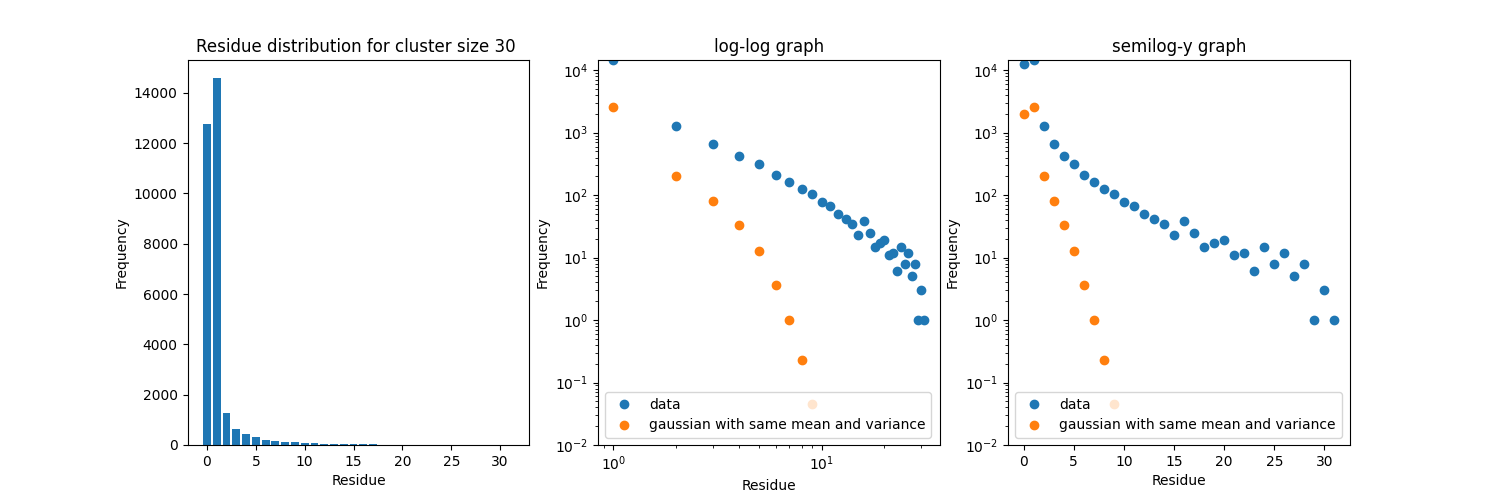 Residue distribution for cluster size 30
Frequency
14000
12000
10000
8000
6000
4000
2000
0
0 5 10 15 20 25 30
Residue
log-log graph
Frequency
10^4
10^3
10^2
10^1
10^0
10^-1
10^-2
data
gaussian with same mean and variance
10^0 10^1
Residue
semilog-y graph
Frequency
10^4
10^3
10^2
10^1
10^0
10^-1
10^-2
data
gaussian with same mean and variance
0 5 10 15 20 25 30
Residue